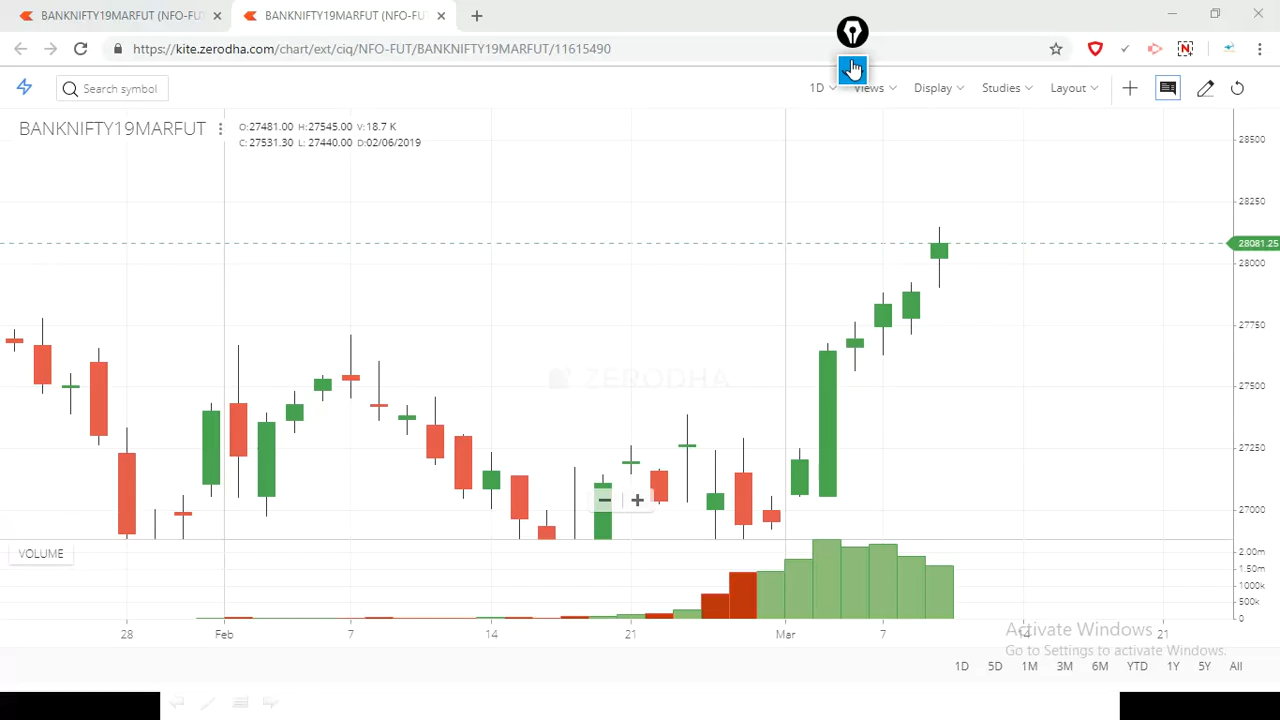 BANKNIFTY19MARFUT (NFO-FUT
BANKNIFTY19MARFUT (NFO-FUT
https://kite.zerodha.com/chart/ext/ciq/NFO-FUT/BANKNIFTY19MARFUT/11615490
Search symbol
1D Views Display Studies Layout
BANKNIFTY19MARFUT
O:27481.00 H:27545.00 V:18.7 K
C:27531.30 L: 27440.00 D:02/06/2019
28500
28250
28081.25
28000
27750
27500
ZERODHA
27250
27000
VOLUME
2.00m
1.50m
1000k
500k
0
28 Feb 7 14 21 Mar 7 14 21
Activate Windows
Go to Settings to activate Windows.
1D 5D 1M 3M 6M YTD 1Y 5Y All